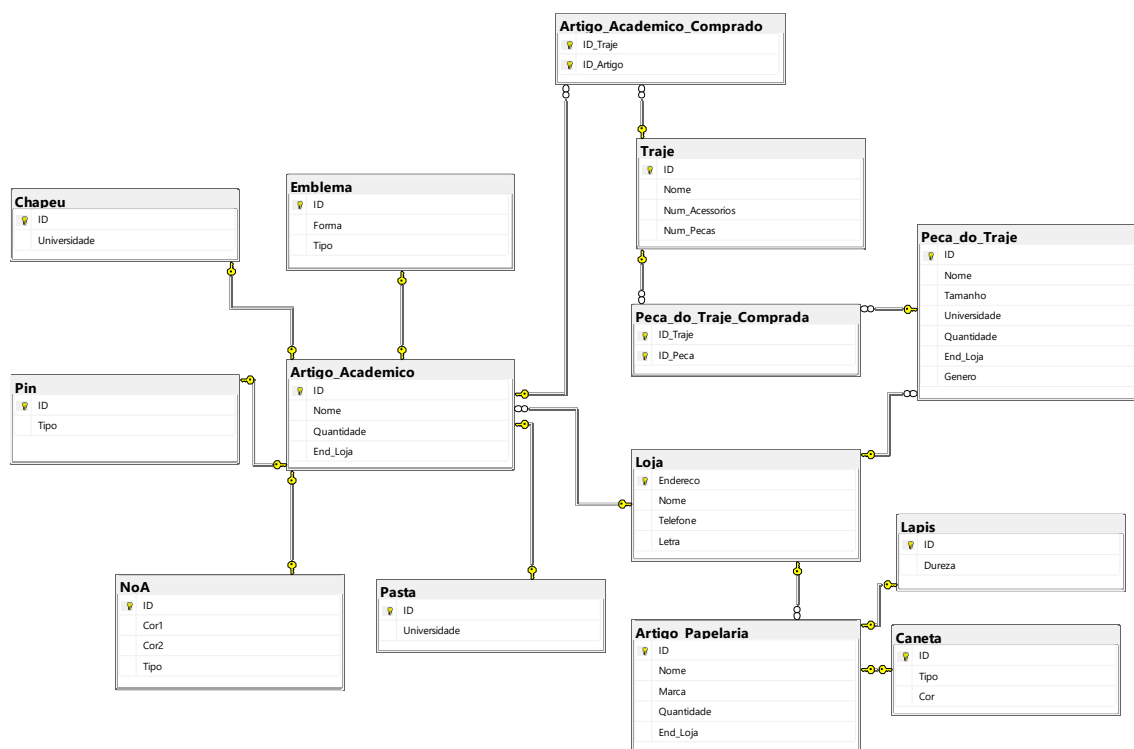 Artigo_Academico_Comprado
ID_Traje
ID_Artigo
Traje
ID
Nome
Num_Acessorios
Num_Pecas
Emblema
ID
Forma
Tipo
Chapeu
ID
Universidade
Peca_do_Traje
ID
Nome
Tamanho
Universidade
Quantidade
End_Loja
Genero
Peca_do_Traje_Comprada
ID_Traje
ID_Peca
Artigo_Academico
ID
Nome
Quantidade
End_Loja
Pin
ID
Tipo
Loja
Endereco
Nome
Telefone
Letra
Lapis
ID
Dureza
NoA
ID
Cor1
Cor2
Tipo
Pasta
ID
Universidade
Artigo_Papelaria
ID
Nome
Marca
Quantidade
End_Loja
Caneta
ID
Tipo
Cor